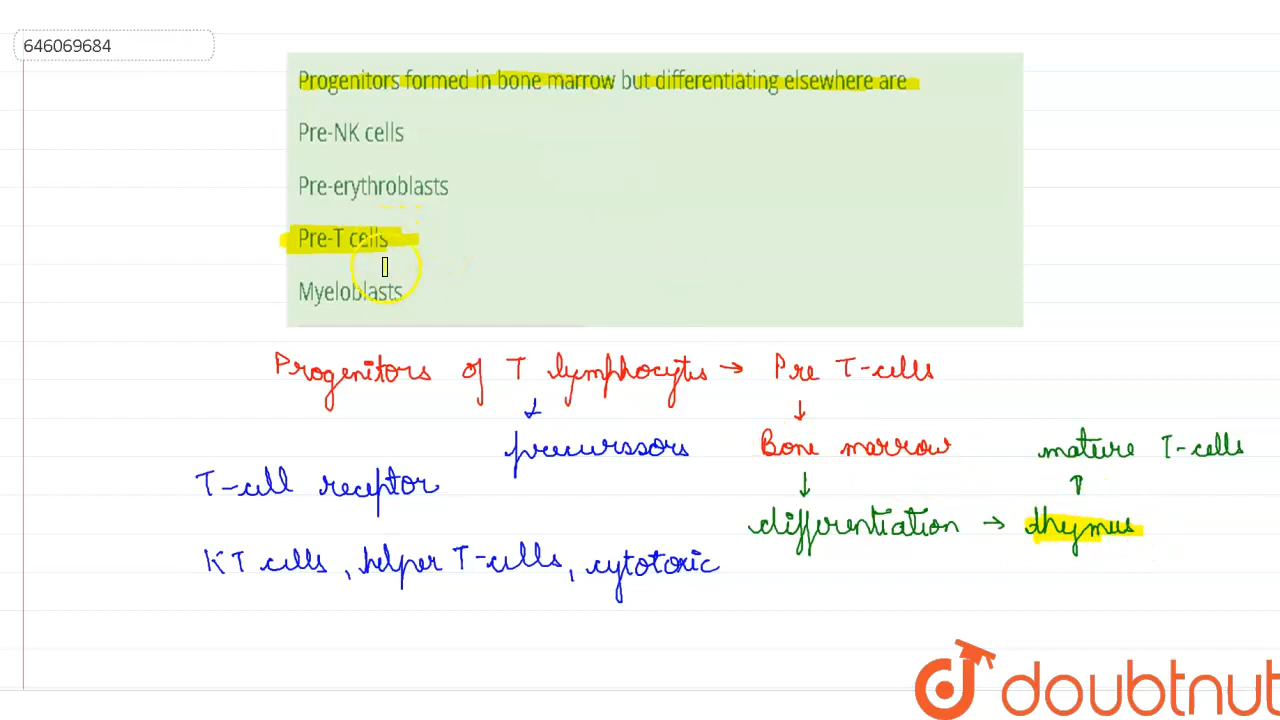 646069684
Progenitors formed in bone marrow but differentiating elsewhere are
Pre-NK cells
Pre-erythroblasts
Pre-T cells
Myeloblasts
Progenitors of T lymphocytes → Pre T-cells
↓ ↓
precurssors Bone marrow mature T-cells
T-cell receptor ↓ ↑
differentiation → thymus
KT cells, helper T-cells, cytotoxic
doubtnut